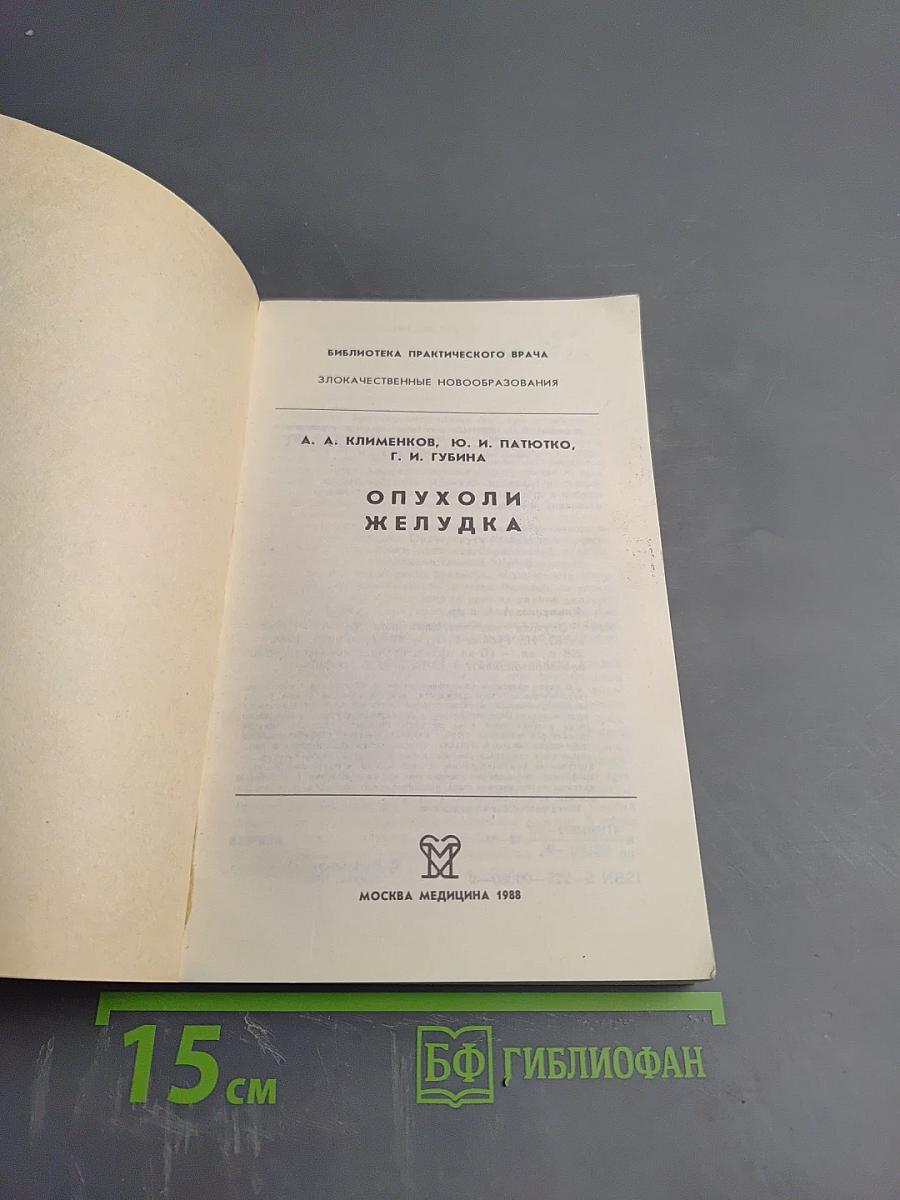 БИБЛИОТЕКА ПРАКТИЧЕСКОГО ВРАЧА
ЗЛОКАЧЕСТВЕННЫЕ НОВООБРАЗОВАНИЯ
А. А. КЛИМЕНКОВ, Ю. И. ПАТЮТКО,
Г. И. ГУБИНА
ОПУХОЛИ
ЖЕЛУДКА
МОСКВА МЕДИЦИНА 1988
15 см
БФ ГИБЛИОФАН